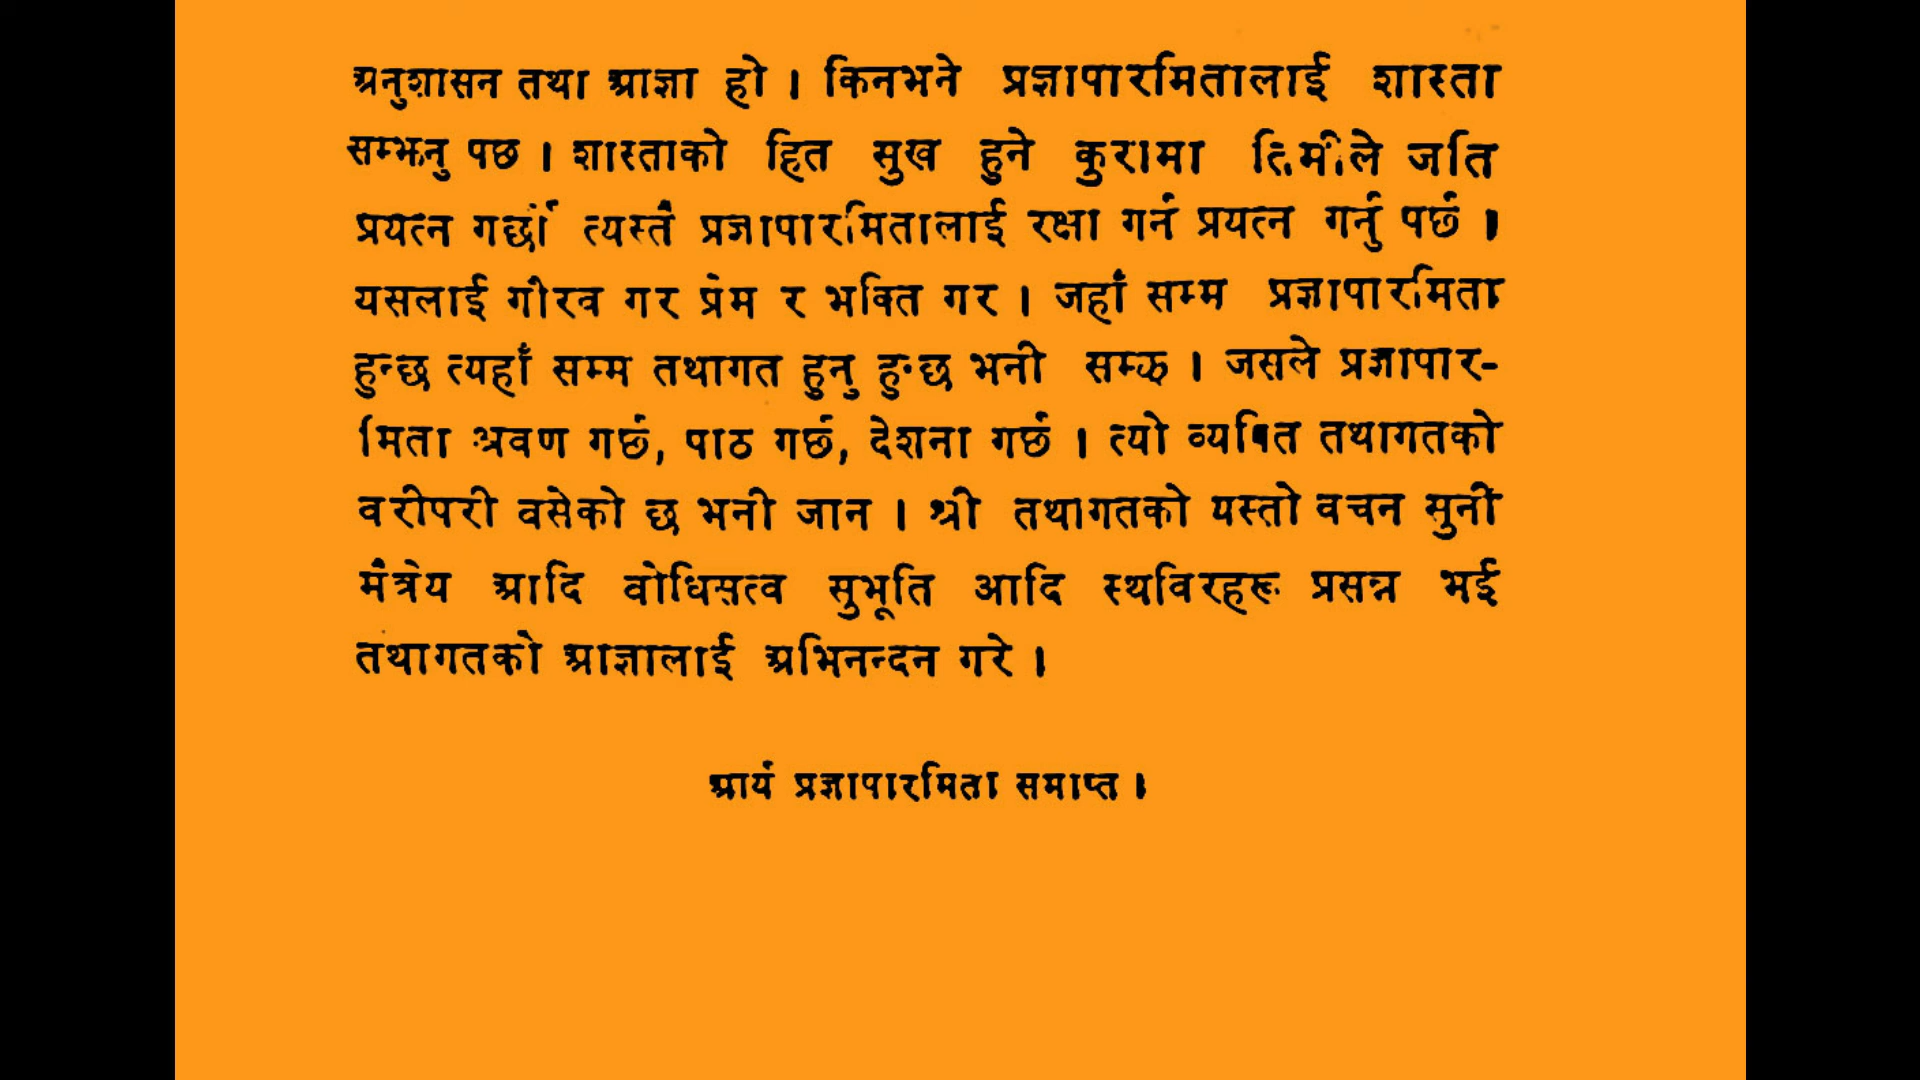 अनुशासन तथा आज्ञा हो । किनभने प्रज्ञापारमितालाई शास्ता
सम्झनु पछ । शास्ताको हित सुख हुने कुरामा तिमीले जति
प्रयत्न गर्छौ त्यस्तै प्रज्ञापारमितालाई रक्षा गर्न प्रयत्न गर्नु पर्छ ।
यसलाई गौरव गर प्रेम र भक्ति गर । जहाँ सम्म प्रज्ञापारमिता
हुन्छ त्यहाँ सम्म तथागत हुनु हुन्छ भनी सम्झ । जसले प्रज्ञापार-
मिता श्रवण गर्छ, पाठ गर्छ, देशना गर्छ । त्यो व्यक्ति तथागतको
वरीपरी वसेको छ भनी जान । श्री तथागतको यस्तो वचन सुनी
मैत्रेय आदि वोधिसत्व सुभूति आदि स्थविरहरू प्रसन्न भई
तथागतको आज्ञालाई अभिनन्दन गरे ।
आर्य प्रज्ञापारमिता समाप्त ।